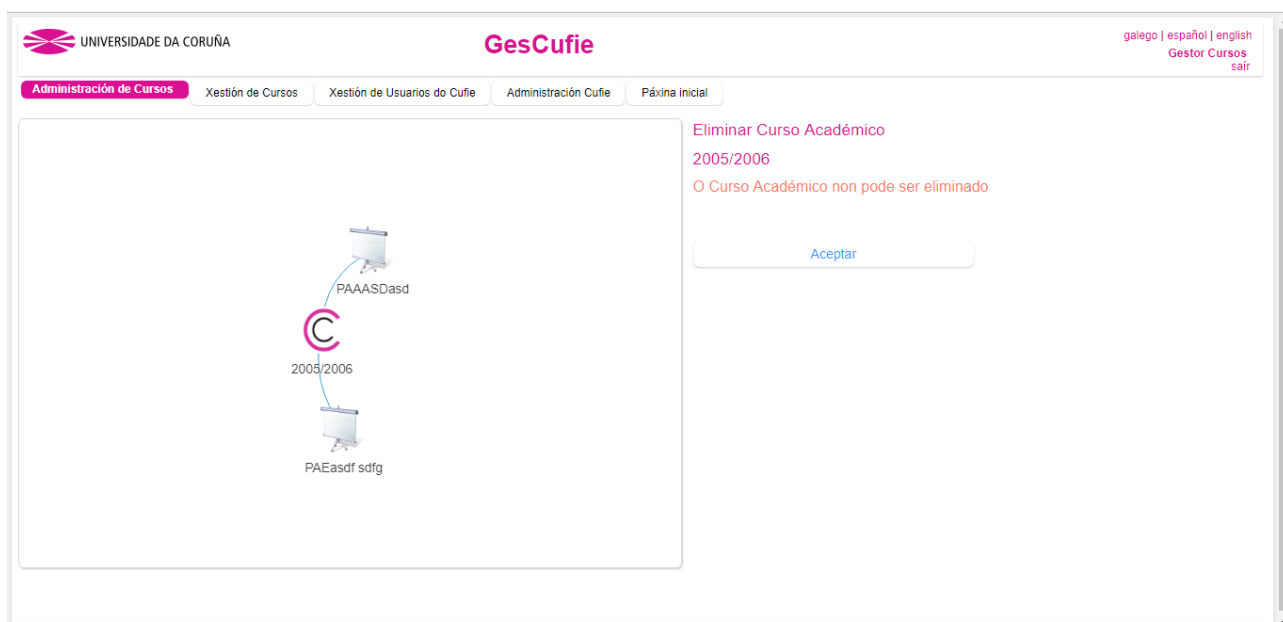 UNIVERSIDADE DA CORUÑA
GesCufie
galego | español | english
Gestor Cursos
saír
Administración de Cursos
Xestión de Cursos
Xestión de Usuarios do Cufie
Administración Cufie
Páxina inicial
Eliminar Curso Académico
2005/2006
O Curso Académico non pode ser eliminado
Aceptar
PAAASDasd
2005/2006
PAEasdf sdfg